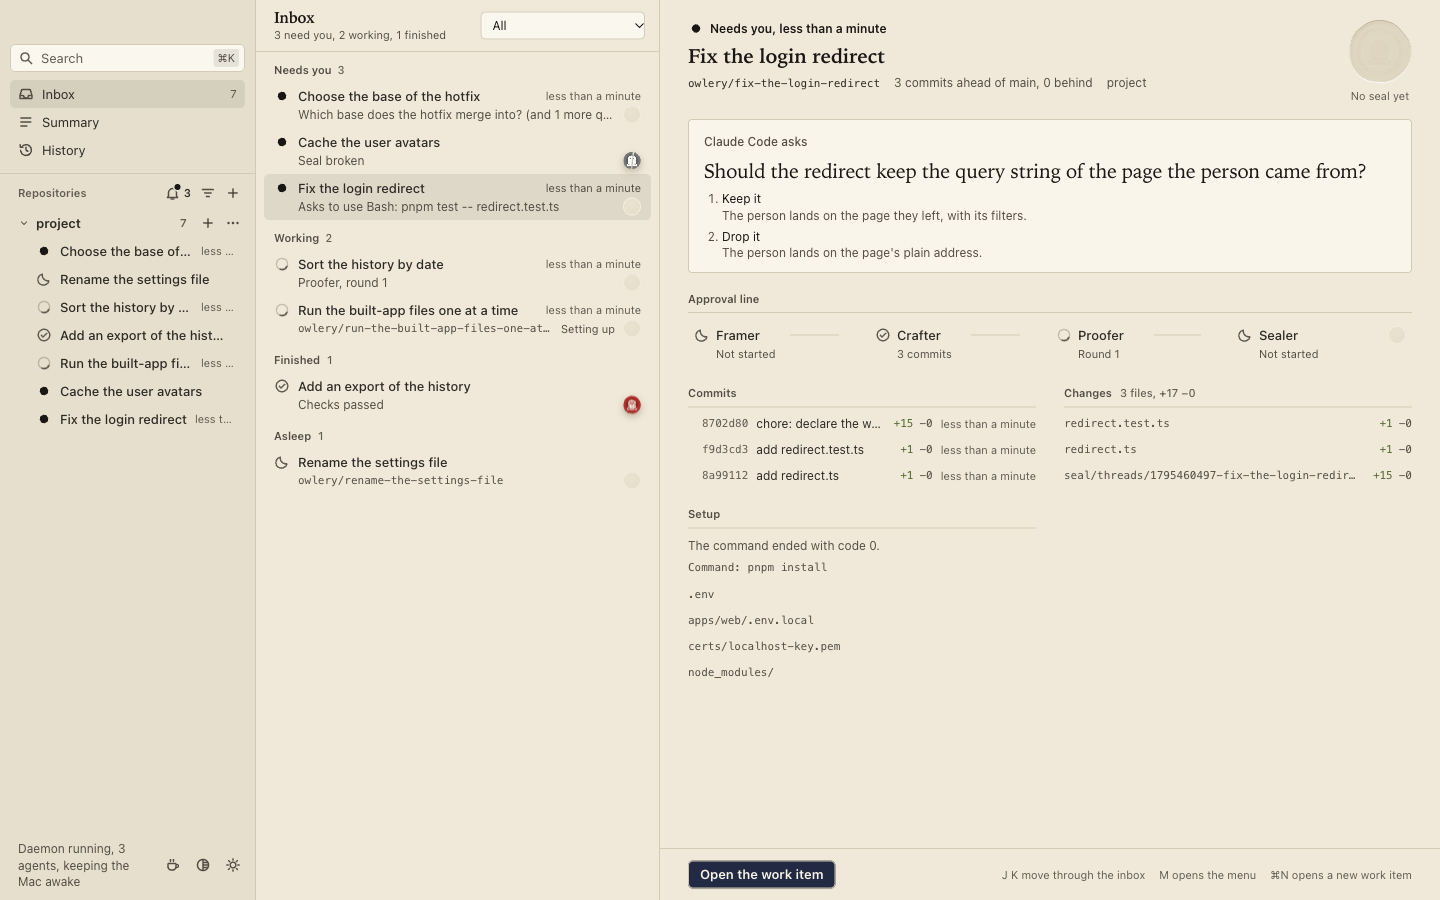 Search ⌘K
Inbox 7
Summary
History
Repositories 3
project 7
Choose the base of... less ...
Rename the settings file
Sort the history by ... less ...
Add an export of the hist...
Run the built-app fi... less ...
Cache the user avatars
Fix the login redirect less t...
Daemon running, 3
agents, keeping the
Mac awake
Inbox
3 need you, 2 working, 1 finished
All
Needs you 3
Choose the base of the hotfix less than a minute
Which base does the hotfix merge into? (and 1 more q...
Cache the user avatars
Seal broken
Fix the login redirect less than a minute
Asks to use Bash: pnpm test -- redirect.test.ts
Working 2
Sort the history by date less than a minute
Proofer, round 1
Run the built-app files one at a time less than a minute
owlery/run-the-built-app-files-one-at… Setting up
Finished 1
Add an export of the history
Checks passed
Asleep 1
Rename the settings file
owlery/rename-the-settings-file
Needs you, less than a minute
Fix the login redirect
owlery/fix-the-login-redirect 3 commits ahead of main, 0 behind project
No seal yet
Claude Code asks
Should the redirect keep the query string of the page the person came from?
1. Keep it
The person lands on the page they left, with its filters.
2. Drop it
The person lands on the page's plain address.
Approval line
Framer
Not started
Crafter
3 commits
Proofer
Round 1
Sealer
Not started
Commits
8702d80 chore: declare the w... +15 −0 less than a minute
f9d3cd3 add redirect.test.ts +1 −0 less than a minute
8a99112 add redirect.ts +1 −0 less than a minute
Changes 3 files, +17 −0
redirect.test.ts +1 −0
redirect.ts +1 −0
seal/threads/1795460497-fix-the-login-redir… +15 −0
Setup
The command ended with code 0.
Command: pnpm install
.env
apps/web/.env.local
certs/localhost-key.pem
node_modules/
Open the work item
J K move through the inbox M opens the menu ⌘N opens a new work item